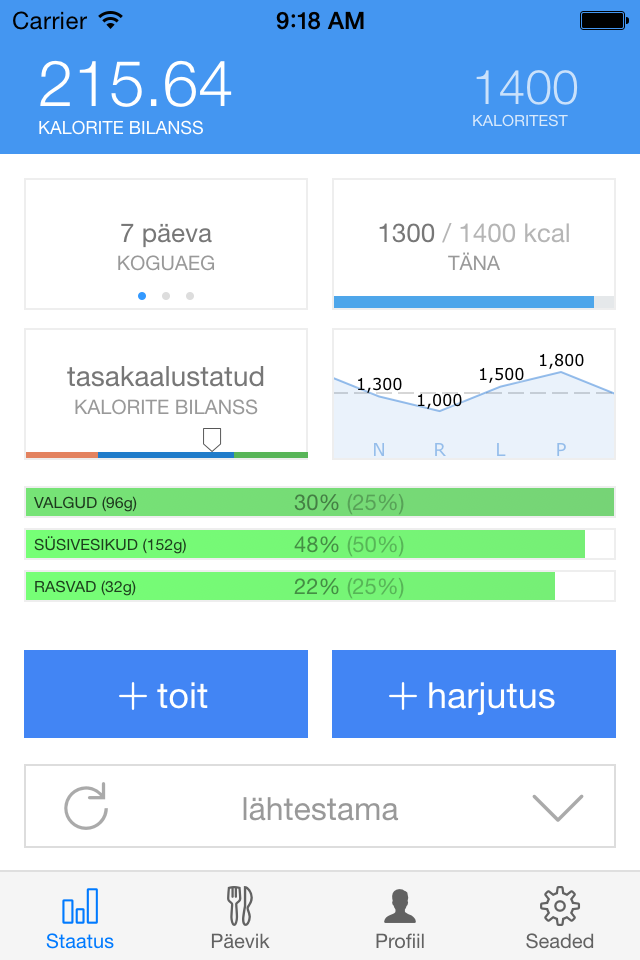 Carrier 9:18 AM
215.64 1400
KALORITE BILANSS KALORITEST
7 päeva
KOGUAEG
1300 / 1400 kcal
TÄNA
tasakaalustatud
KALORITE BILANSS
1,300 1,000 1,500 1,800
N R L P
VALGUD (96g) 30% (25%)
SÜSIVESIKUD (152g) 48% (50%)
RASVAD (32g) 22% (25%)
+ toit + harjutus
lähtestama
Staatus Päevik Profiil Seaded